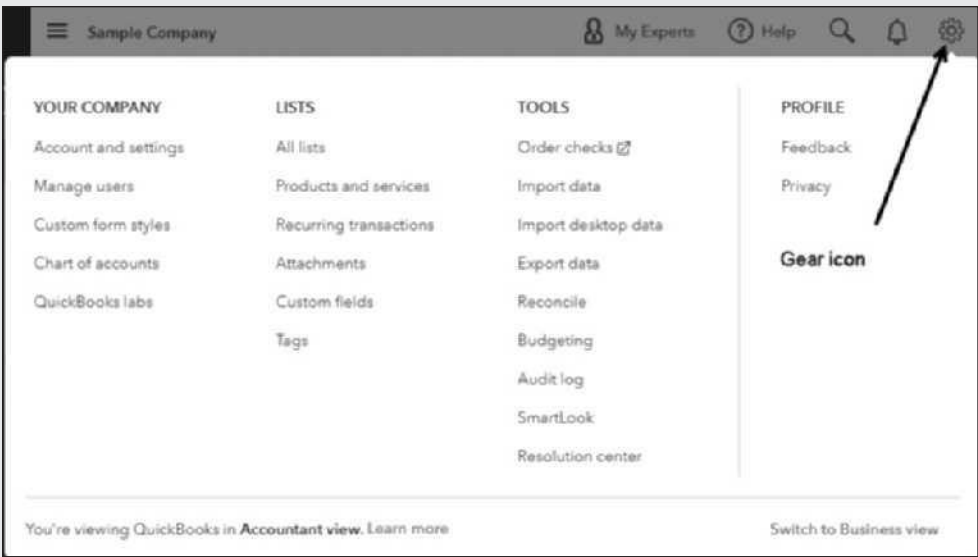 Sample Company
My Experts
Help
YOUR COMPANY
Account and settings
Manage users
Custom form styles
Chart of accounts
QuickBooks labs
LISTS
All lists
Products and services
Recurring transactions
Attachments
Custom fields
Tags
TOOLS
Order checks
Import data
Import desktop data
Export data
Reconcile
Budgeting
Audit log
SmartLook
Resolution center
PROFILE
Feedback
Privacy
Gear icon
You're viewing QuickBooks in Accountant view. Learn more
Switch to Business view